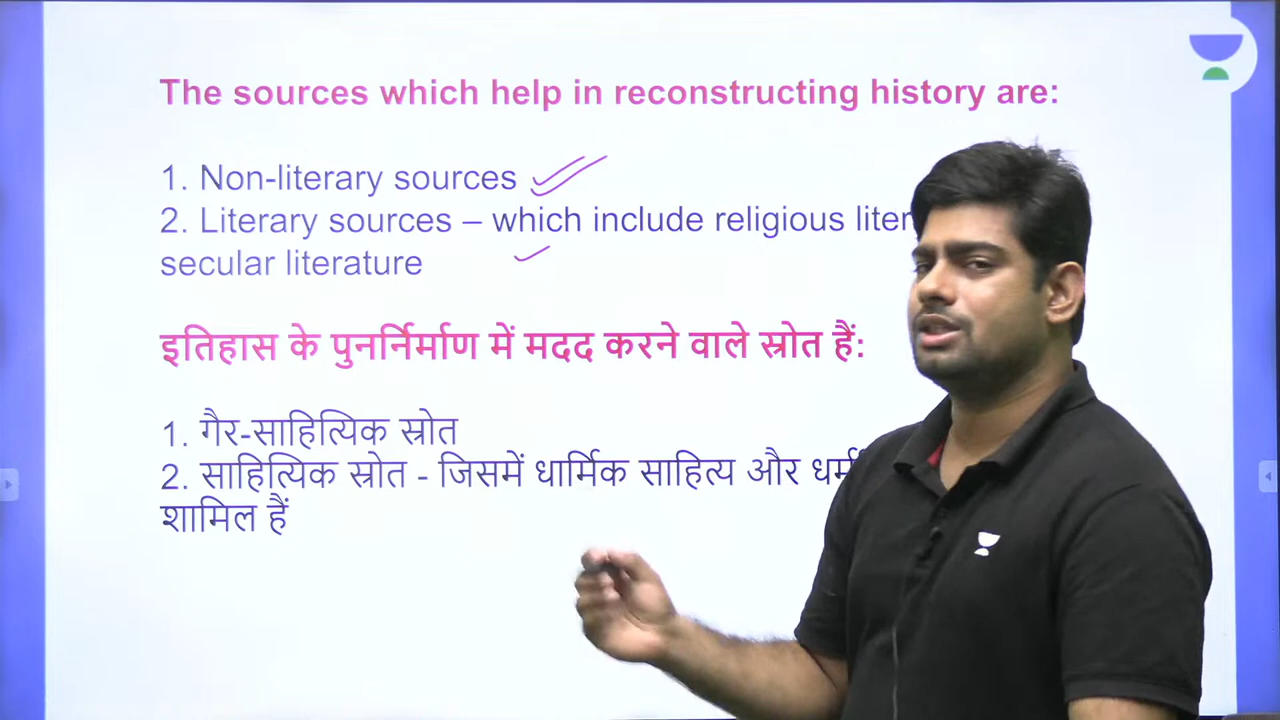 The sources which help in reconstructing history are:
1. Non-literary sources
2. Literary sources – which include religious
secular literature
इतिहास के पुनर्निर्माण में मदद करने वाले स्रोत हैं:
1. गैर-साहित्यिक स्रोत
2. साहित्यिक स्रोत - जिसमें धार्मिक साहित्य और
शामिल हैं